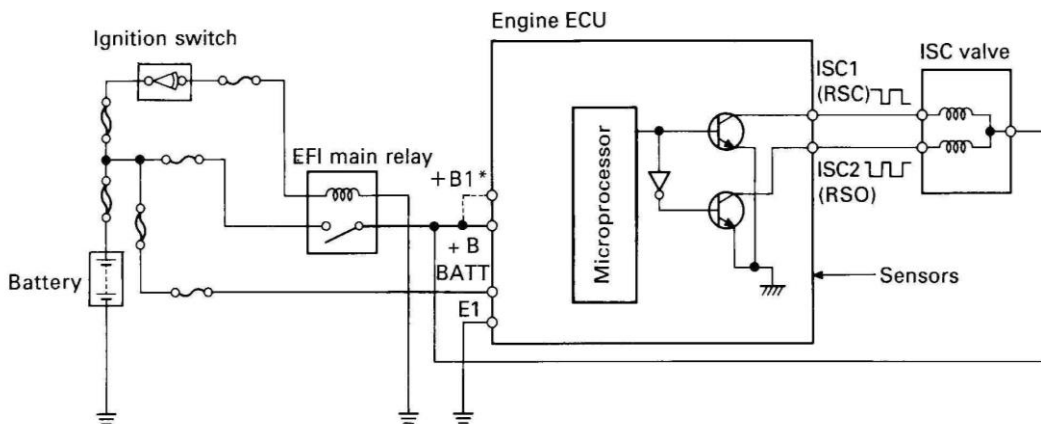 Engine ECU
Ignition switch
ISC valve
ISC1
(RSC)
EFI main relay
+B1*
Microprocessor
ISC2
(RSO)
+B
BATT
Battery
Sensors
E1